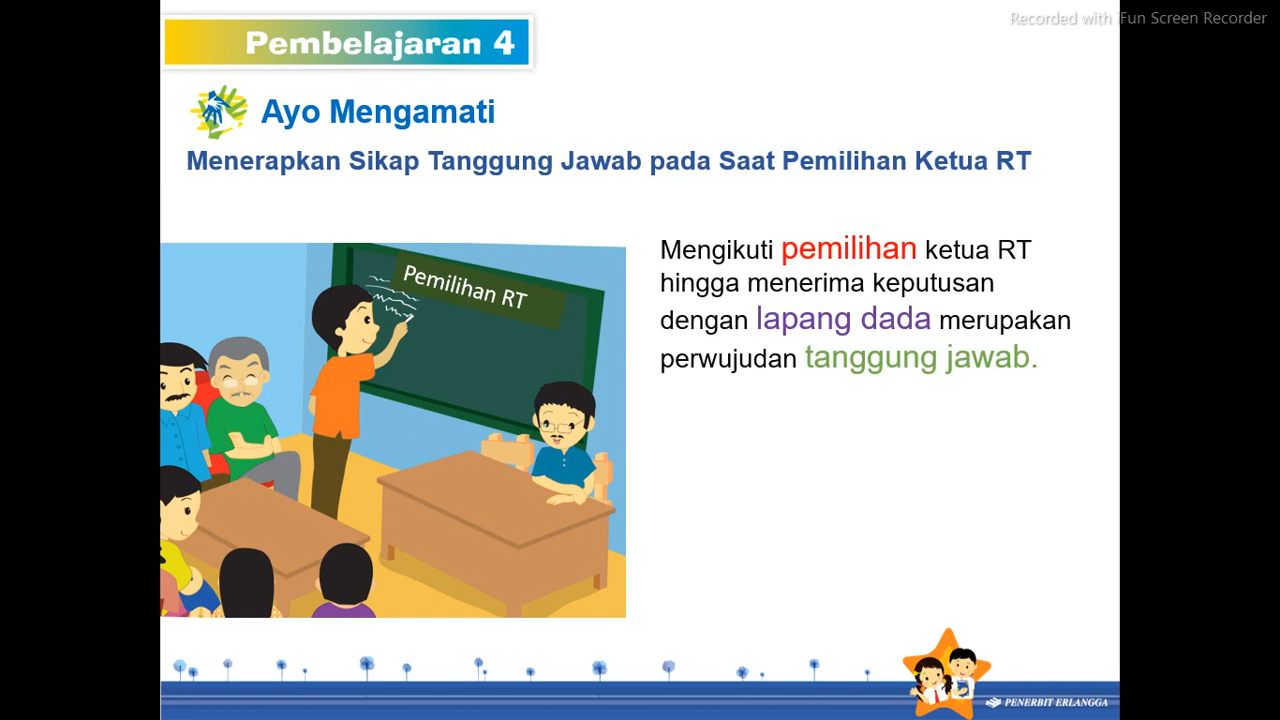 Recorded with iFun Screen Recorder
Pembelajaran 4
Ayo Mengamati
Menerapkan Sikap Tanggung Jawab pada Saat Pemilihan Ketua RT
Pemilihan RT
Mengikuti pemilihan ketua RT
hingga menerima keputusan
dengan lapang dada merupakan
perwujudan tanggung jawab.
PENERBIT ERLANGGA